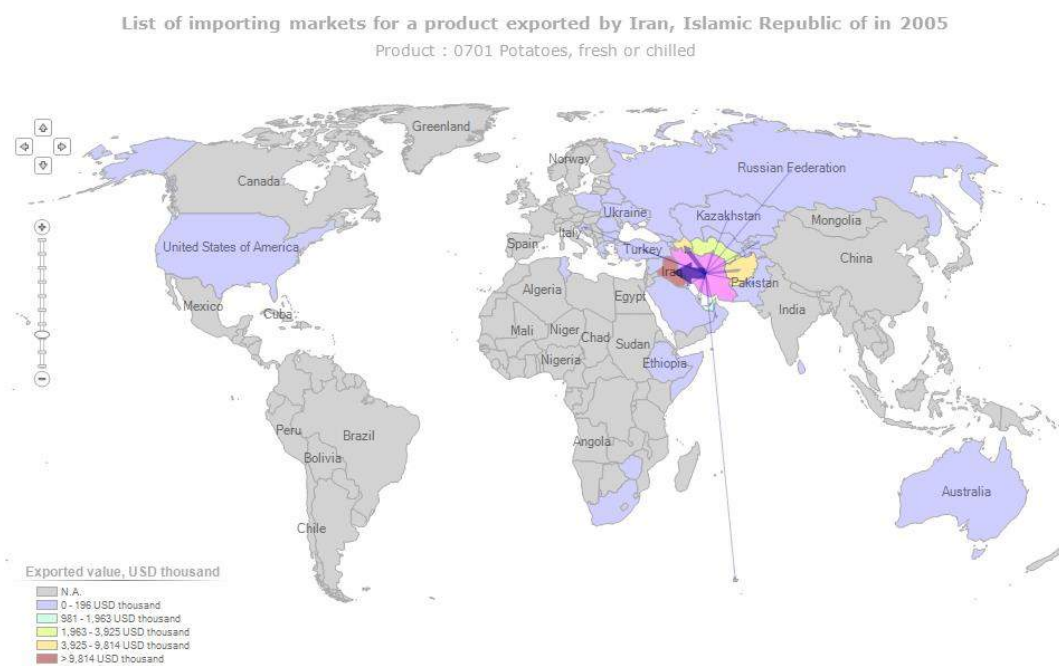 List of importing markets for a product exported by Iran, Islamic Republic of in 2005
Product : 0701 Potatoes, fresh or chilled
Greenland
Norway
Russian Federation
Canada
Ukraine
Kazakhstan
Mongolia
United States of America
Italy
Spain
Turkey
China
Iran
Pakistan
Algeria
Egypt
Mexico
Cuba
India
Mali
Niger
Chad
Sudan
Nigeria
Ethiopia
Peru
Brazil
Angola
Bolivia
Australia
Chile
Exported value, USD thousand
N.A.
0 - 196 USD thousand
981 - 1,963 USD thousand
1,963 - 3,925 USD thousand
3,925 - 9,814 USD thousand
> 9,814 USD thousand